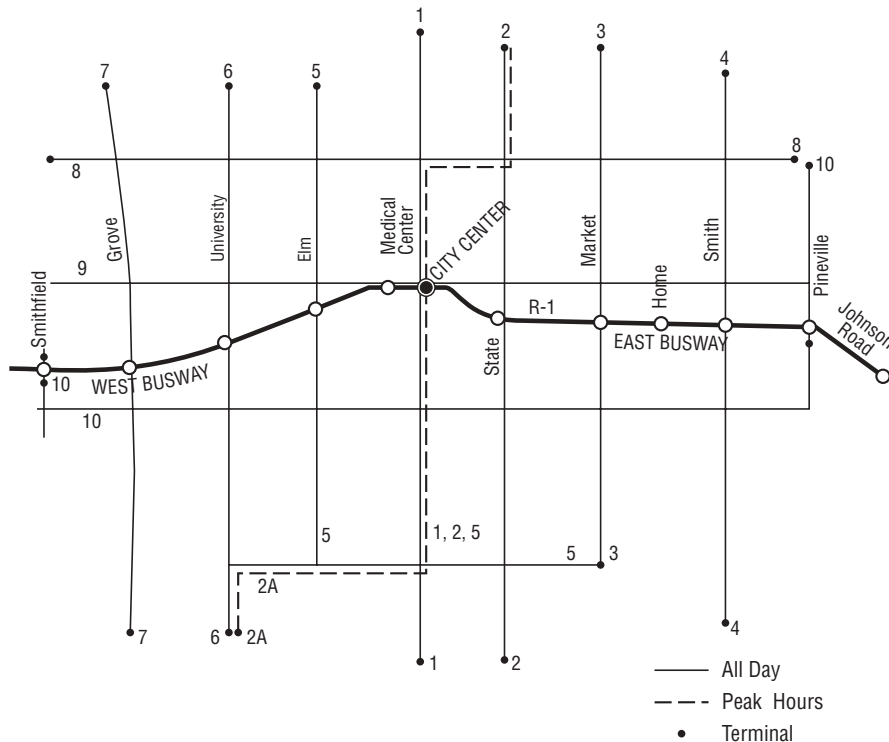 1
2
3
4
7
6
5
8
8
10
Grove
University
Elm
Medical
Center
CITY CENTER
Market
Smith
Pineville
9
Home
Smithfield
R-1
Johnson
Road
State
EAST BUSWAY
WEST BUSWAY
10
10
5
1, 2, 5
5
3
2A
7
6
2A
1
2
4
All Day
Peak Hours
Terminal